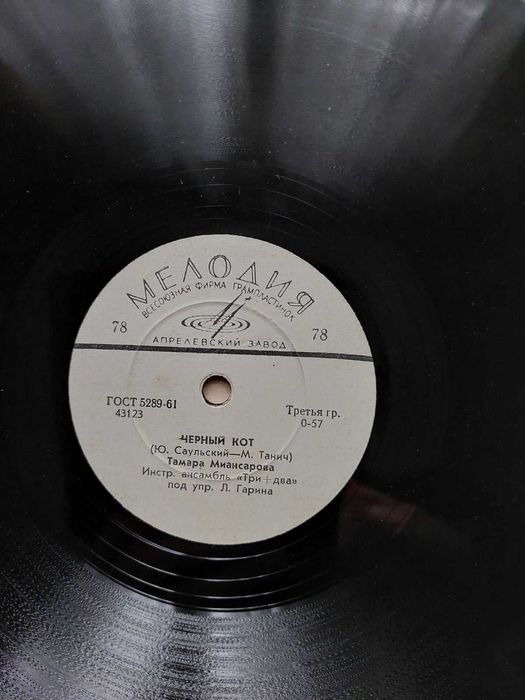 МЕЛОДИЯ
ВСЕСОЮЗНАЯ ФИРМА ГРАМПЛАСТИНОК
78 78
АПРЕЛЕВСКИЙ ЗАВОД
ГОСТ 5289-61 Третья гр.
43123 0-57
ЧЕРНЫЙ КОТ
(Ю. Саульский—М. Танич)
Тамара Миансарова
Инстр. ансамбль «Три+два»
под упр. Л. Гарина